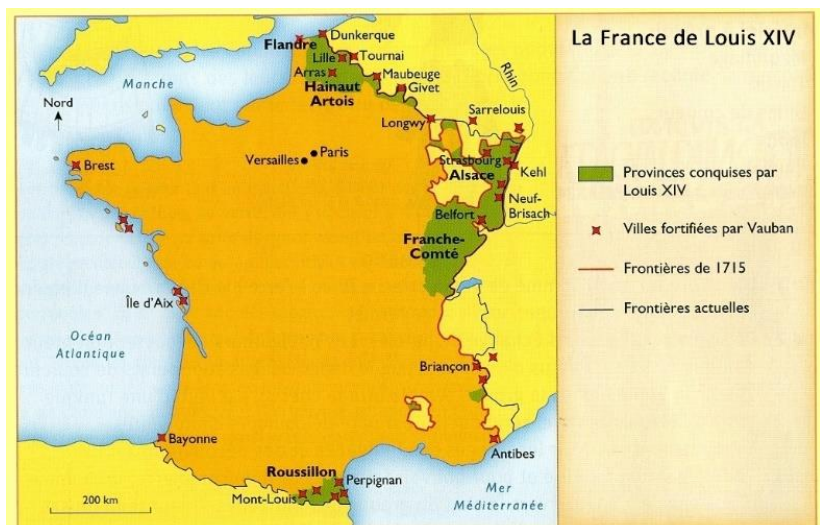 La France de Louis XIV
Dunkerque
Flandre
Lille
Tournai
Arras
Maubeuge
Hainaut
Artois
Givet
Manche
Rhin
Nord
Longwy
Sarrelouis
Brest
Versailles
Paris
Strasbourg
Kehl
Alsace
Neuf-
Brisach
Belfort
Franche-
Comté
Île d'Aix
Océan
Atlantique
Briançon
Bayonne
Antibes
Roussillon
Perpignan
Mont-Louis
Mer
Méditerranée
200 km
Provinces conquises par
Louis XIV
Villes fortifiées par Vauban
Frontières de 1715
Frontières actuelles